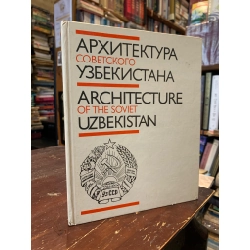 АРХИТЕКТУРА
СОВЕТСКОГО
УЗБЕКИСТАНА
ARCHITECTURE
OF THE SOVIET
UZBEKISTAN